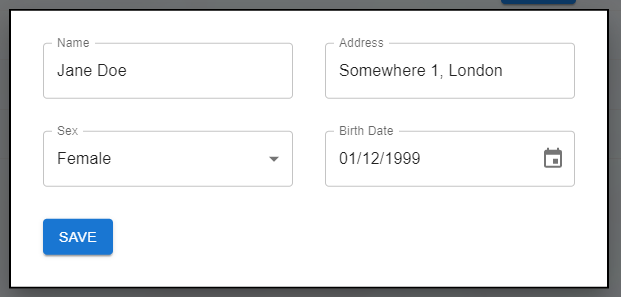 Name
Address
Jane Doe
Somewhere 1, London
Sex
Birth Date
Female
01/12/1999
SAVE